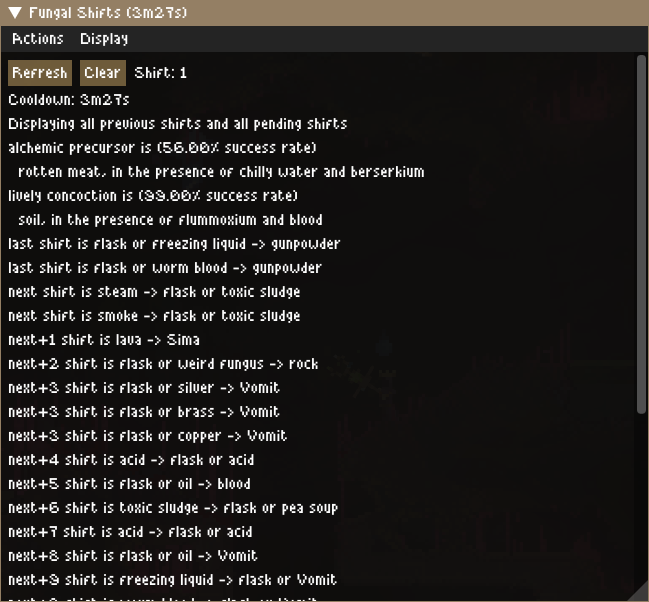 ▼ Fungal Shifts (3m27s)
Actions Display
Refresh Clear Shift: 1
Cooldown: 3m27s
Displaying all previous shifts and all pending shifts
alchemic precursor is (56.00% success rate)
rotten meat, in the presence of chilly water and berserkium
lively concoction is (99.00% success rate)
soil, in the presence of flummoxium and blood
last shift is flask or freezing liquid -> gunpowder
last shift is flask or worm blood -> gunpowder
next shift is steam -> flask or toxic sludge
next shift is smoke -> flask or toxic sludge
next+1 shift is lava -> Sima
next+2 shift is flask or weird fungus -> rock
next+3 shift is flask or silver -> Vomit
next+3 shift is flask or brass -> Vomit
next+3 shift is flask or copper -> Vomit
next+4 shift is acid -> flask or acid
next+5 shift is flask or oil -> blood
next+6 shift is toxic sludge -> flask or pea soup
next+7 shift is acid -> flask or acid
next+8 shift is flask or oil -> Vomit
next+9 shift is freezing liquid -> flask or Vomit